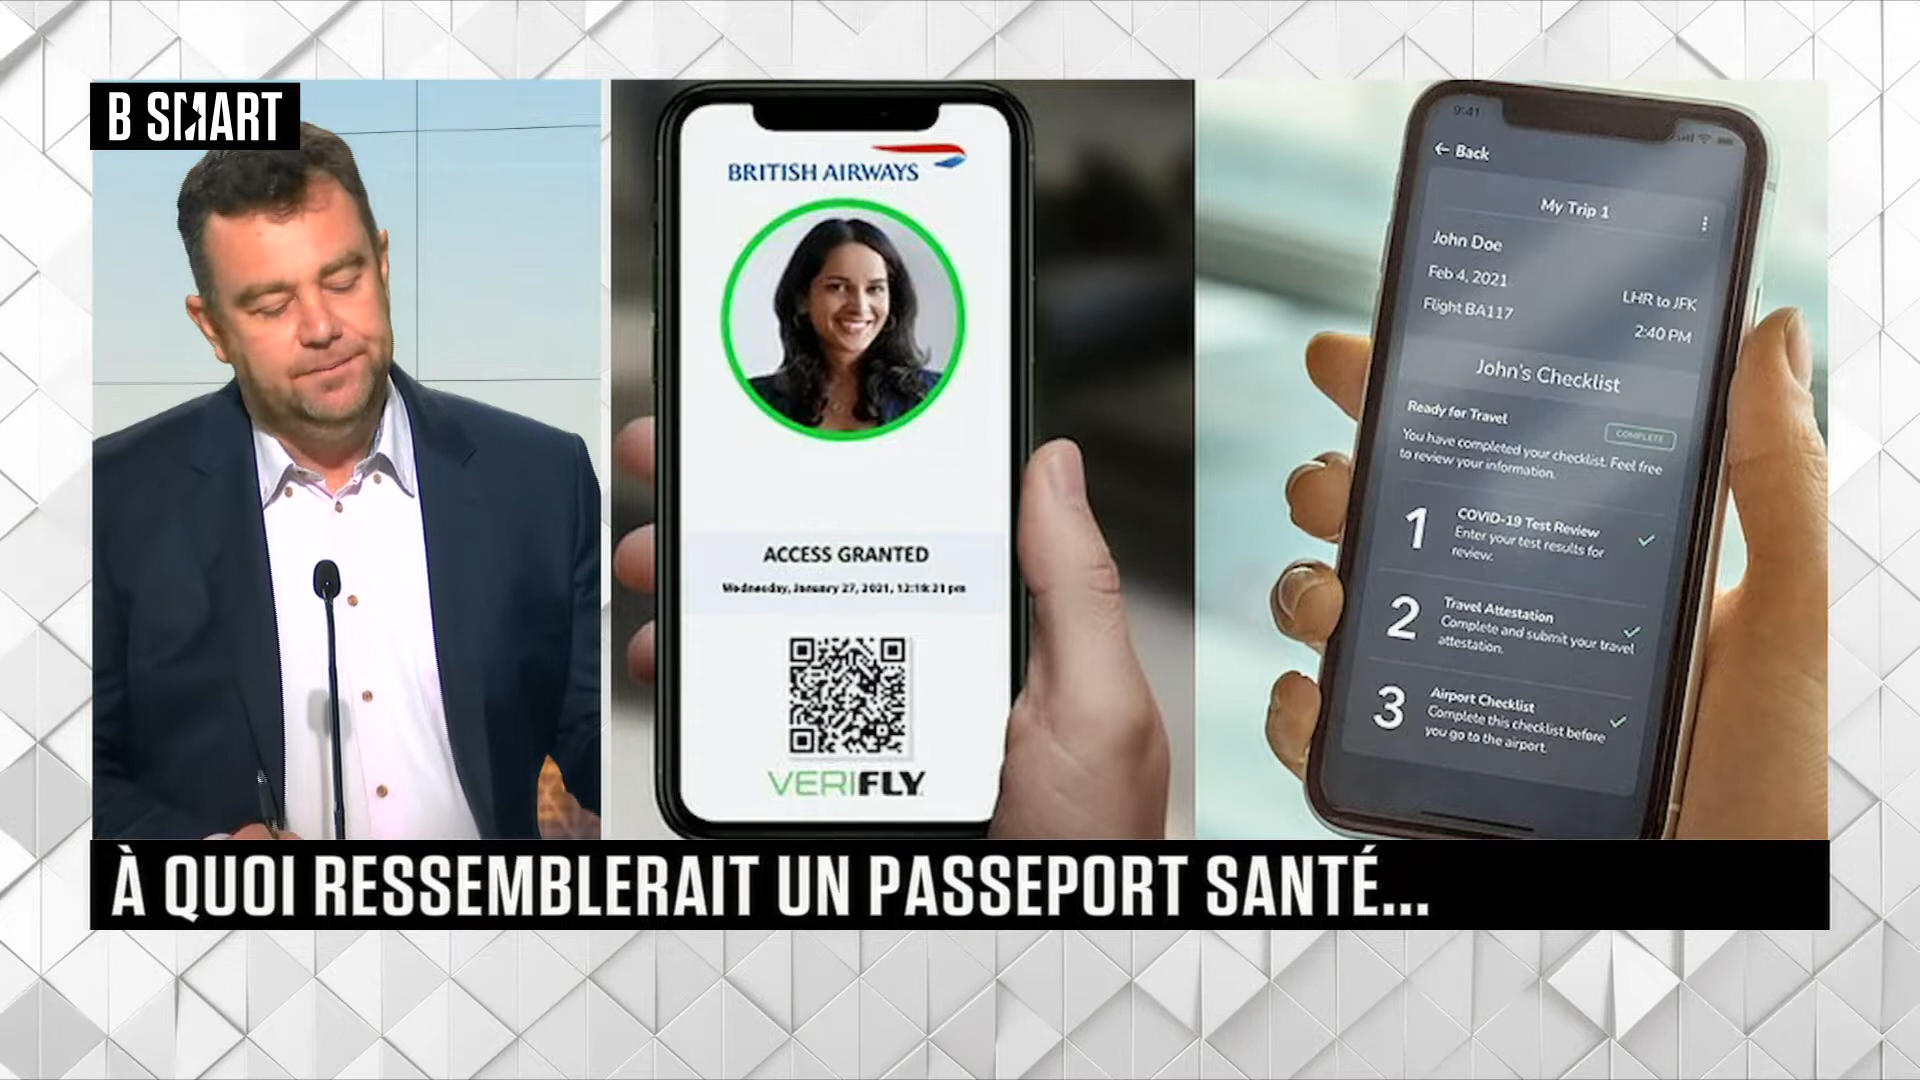 B SMART
BRITISH AIRWAYS
ACCESS GRANTED
Wednesday, January 27, 2021, 12:19:21 pm
VERIFLY
9:41
← Back
My Trip 1
John Doe
Feb 4, 2021
LHR to JFK
Flight BA117
2:40 PM
John's Checklist
Ready for Travel
COMPLETE
You have completed your checklist. Feel free
to review your information.
1
COVID-19 Test Review
Enter your test results for
review.
2
Travel Attestation
Complete and submit your travel
attestation.
3
Airport Checklist
Complete this checklist before
you go to the airport.
À QUOI RESSEMBLERAIT UN PASSEPORT SANTÉ...